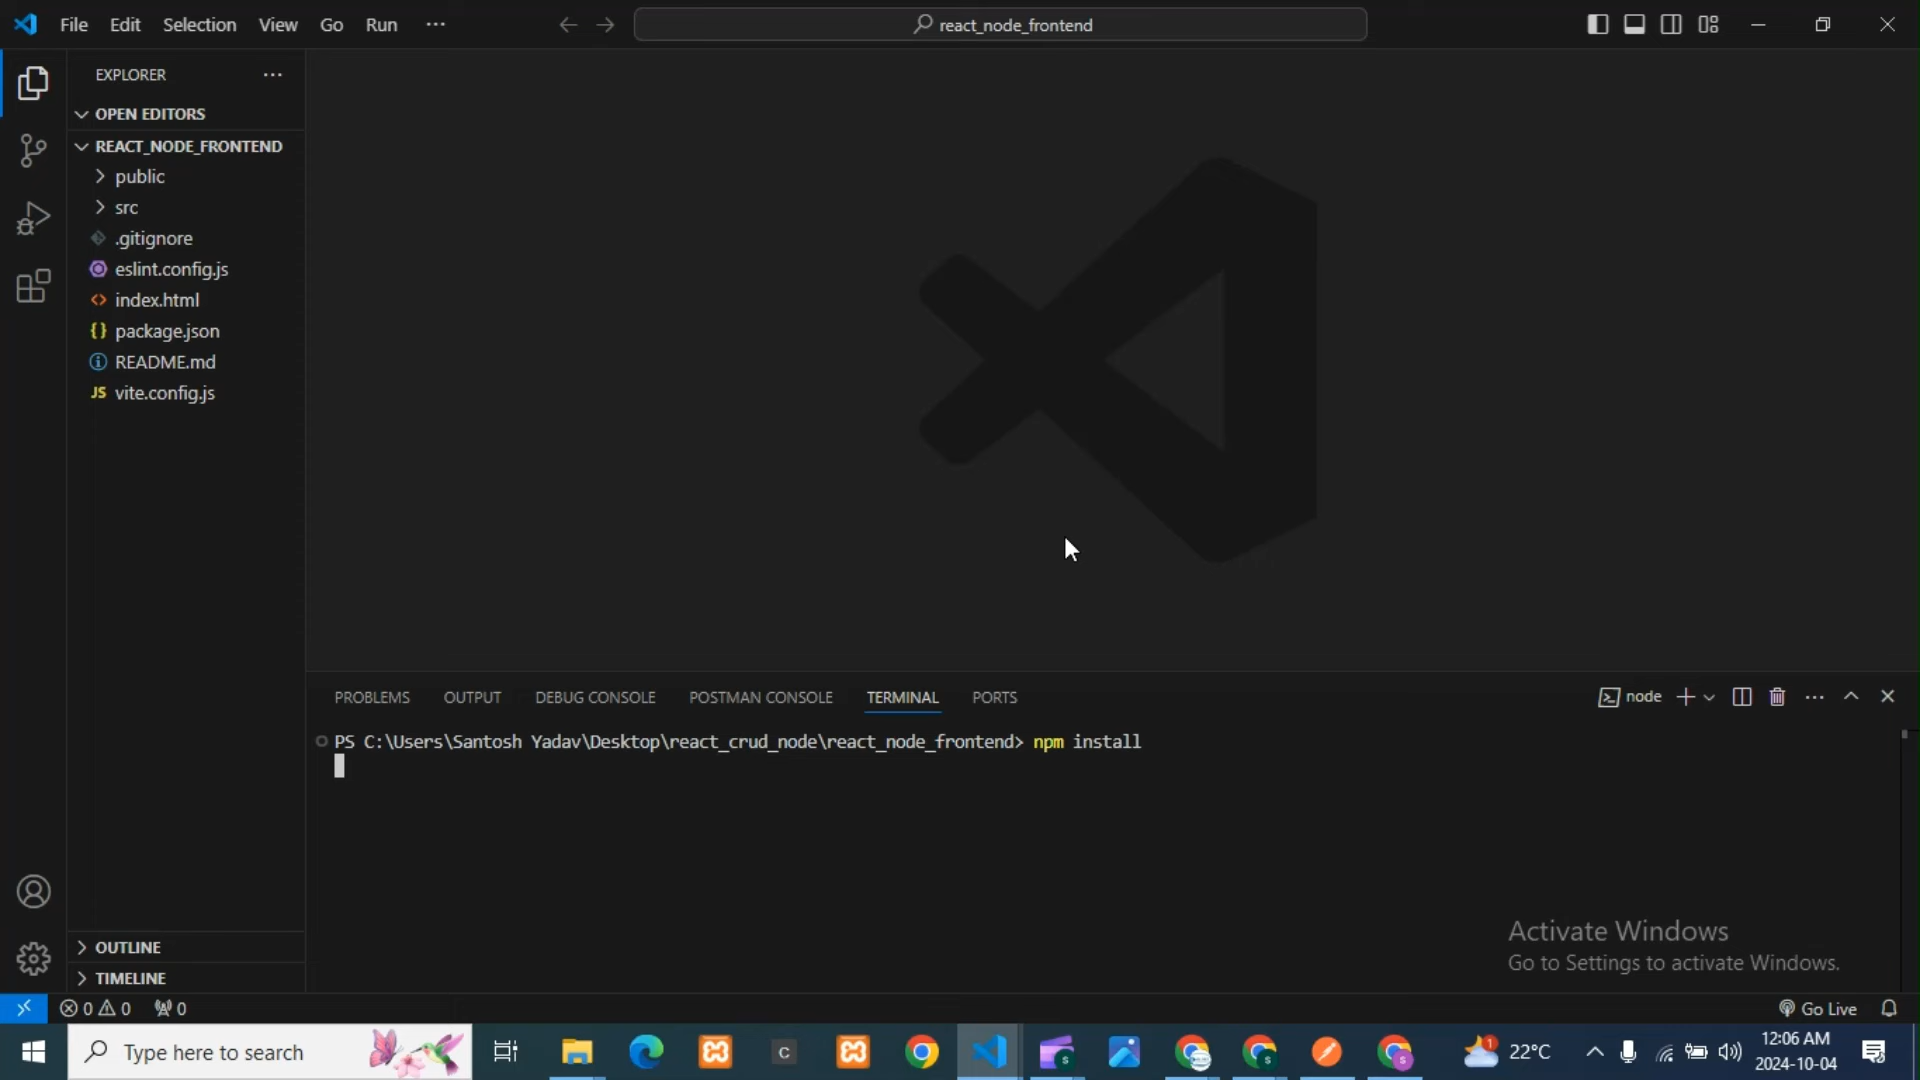 File Edit Selection View Go Run ···
react_node_frontend
EXPLORER ···
OPEN EDITORS
REACT_NODE_FRONTEND
public
src
.gitignore
eslint.config.js
<> index.html
{} package.json
README.md
JS vite.config.js
OUTLINE
TIMELINE
PROBLEMS OUTPUT DEBUG CONSOLE POSTMAN CONSOLE TERMINAL PORTS
node
PS C:\Users\Santosh Yadav\Desktop\react_crud_node\react_node_frontend> npm install
Activate Windows
Go to Settings to activate Windows.
0 0 0
Go Live
Type here to search
C
S
S
S
1
22°C
12:06 AM
2024-10-04